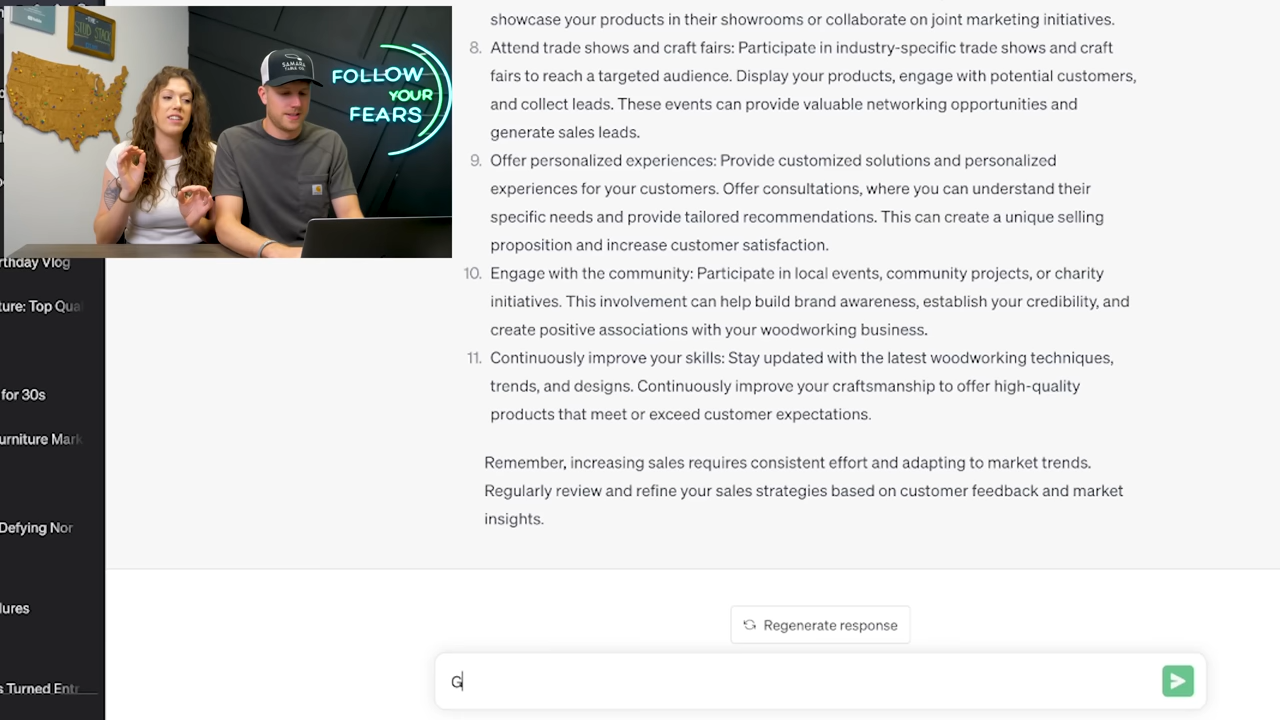 THE
STUD STACK
SAMARA
TABLE CO.
FOLLOW
YOUR
FEARS
showcase your products in their showrooms or collaborate on joint marketing initiatives.
8. Attend trade shows and craft fairs: Participate in industry-specific trade shows and craft
fairs to reach a targeted audience. Display your products, engage with potential customers,
and collect leads. These events can provide valuable networking opportunities and
generate sales leads.
9. Offer personalized experiences: Provide customized solutions and personalized
experiences for your customers. Offer consultations, where you can understand their
specific needs and provide tailored recommendations. This can create a unique selling
proposition and increase customer satisfaction.
10. Engage with the community: Participate in local events, community projects, or charity
initiatives. This involvement can help build brand awareness, establish your credibility, and
create positive associations with your woodworking business.
11. Continuously improve your skills: Stay updated with the latest woodworking techniques,
trends, and designs. Continuously improve your craftsmanship to offer high-quality
products that meet or exceed customer expectations.
Remember, increasing sales requires consistent effort and adapting to market trends.
Regularly review and refine your sales strategies based on customer feedback and market
insights.
rthday Vlog
ture: Top Qua
for 30s
urniture Mark
Defying Nor
lures
s Turned Entr
Regenerate response
G